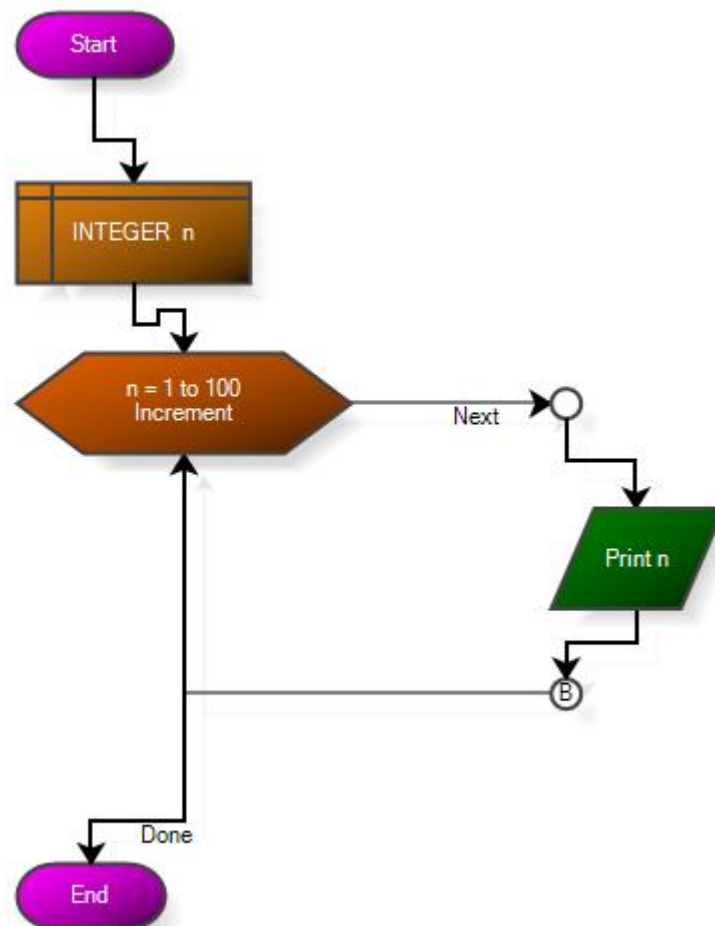 Start
INTEGER n
n = 1 to 100
Increment
Next
Print n
B
Done
End